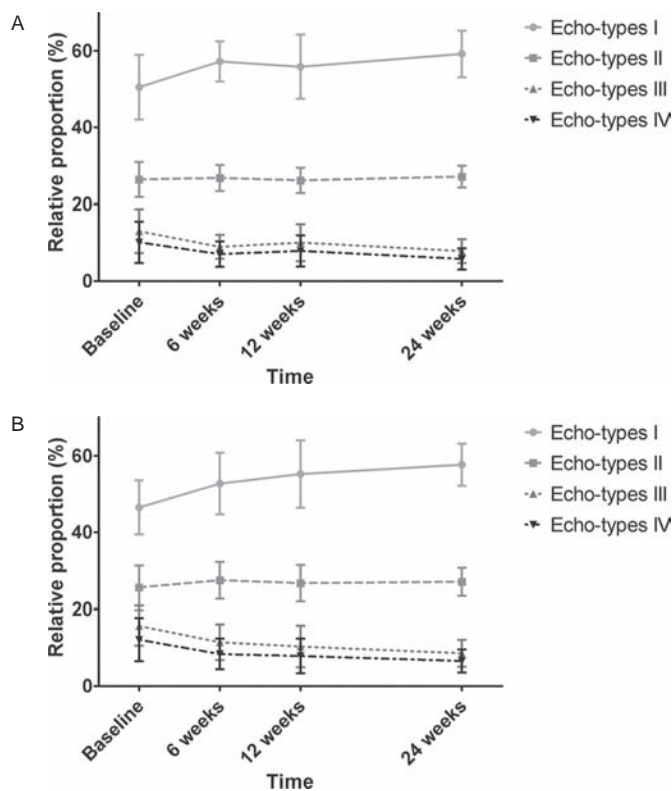 A
Relative proportion (%)
60
40
20
0
Baseline
6 weeks
12 weeks
24 weeks
Time
Echo-types I
Echo-types II
Echo-types III
Echo-types IV
B
Relative proportion (%)
60
40
20
0
Baseline
6 weeks
12 weeks
24 weeks
Time
Echo-types I
Echo-types II
Echo-types III
Echo-types IV